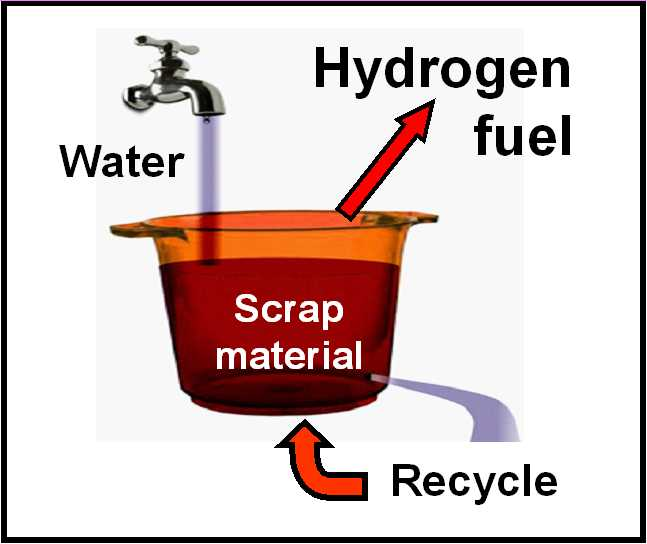 Hydrogen
fuel
Water
Scrap
material
Recycle